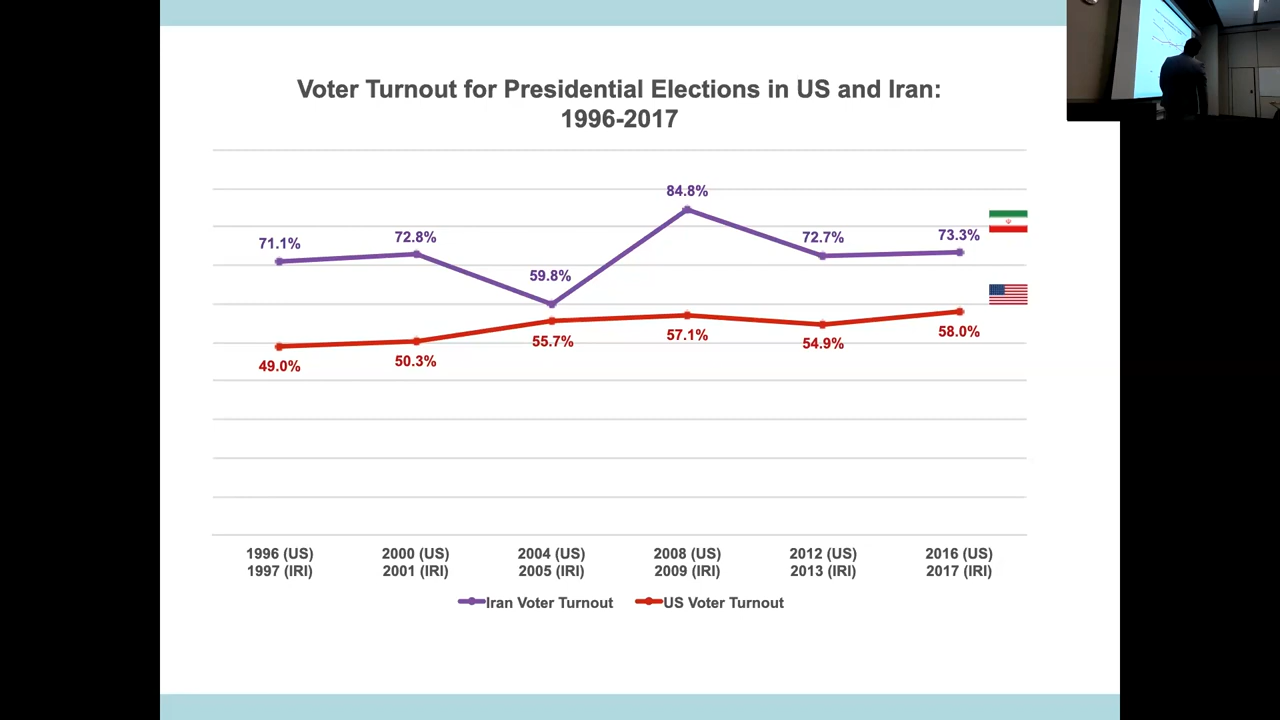 Voter Turnout for Presidential Elections in US and Iran:
1996-2017
84.8%
71.1%
72.8%
59.8%
72.7%
73.3%
49.0%
50.3%
55.7%
57.1%
54.9%
58.0%
1996 (US)
1997 (IRI)
2000 (US)
2001 (IRI)
2004 (US)
2005 (IRI)
2008 (US)
2009 (IRI)
2012 (US)
2013 (IRI)
2016 (US)
2017 (IRI)
Iran Voter Turnout
US Voter Turnout